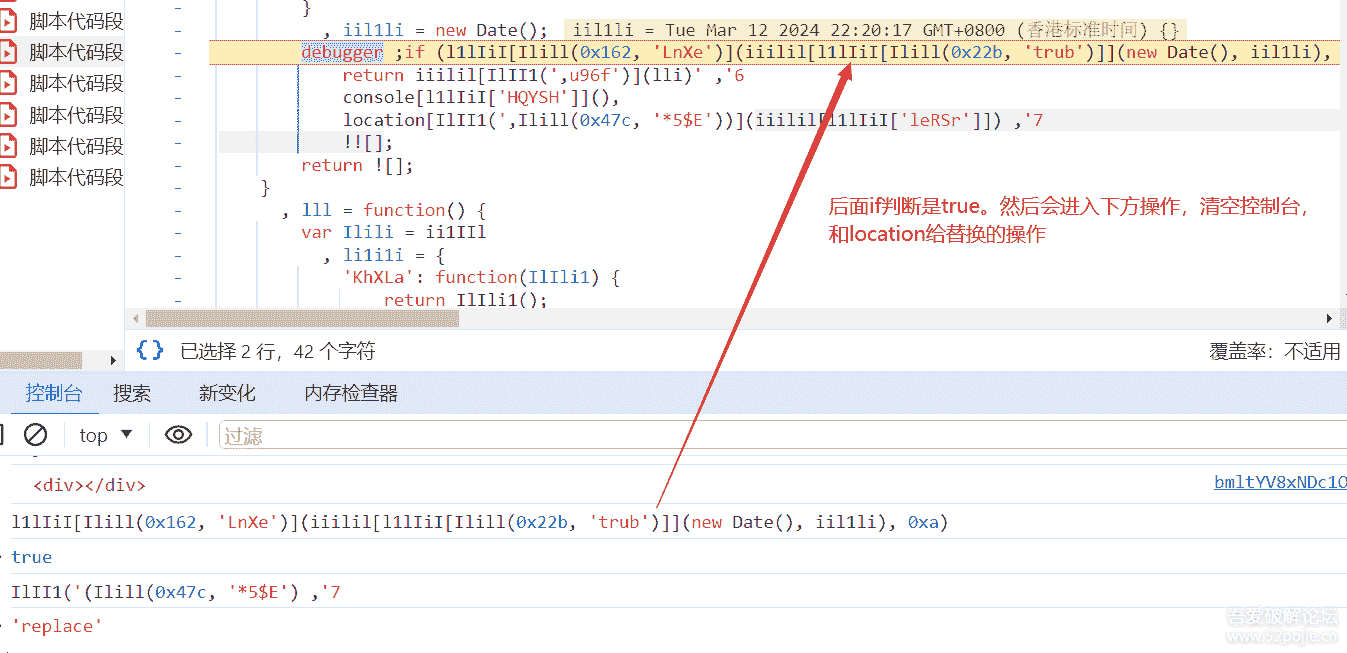 脚本代码段
脚本代码段
脚本代码段
脚本代码段
脚本代码段
脚本代码段
}
, iil1li = new Date(); iil1li = Tue Mar 12 2024 22:20:17 GMT+0800 (香港标准时间) {}
debugger ;if (l1lIiI[Ilill(0x162, 'LnXe')](iiilil[l1lIiI[Ilill(0x22b, 'trub')]](new Date(), iil1li),
return iiilil[IlII1(',u96f')](lli)' ,'6
console[l1lIiI['HQYSH']](),
location[IlII1(',Ilill(0x47c, '*5$E'))](iiilil[l1lIiI['leRSr']]) ,'7
!![];
return ![];
}
, lll = function() {
var Ilili = ii1IIl
, li1i1i = {
'KhXLa': function(IlIli1) {
return IlIli1();
后面if判断是true。然后会进入下方操作，清空控制台，
和location给替换的操作
{} 已选择 2 行，42 个字符
覆盖率：不适用
控制台 搜索 新变化 内存检查器
top 过滤
<div></div>
bmltYV8xNDc1O
l1lIiI[Ilill(0x162, 'LnXe')](iiilil[l1lIiI[Ilill(0x22b, 'trub')]](new Date(), iil1li), 0xa)
true
IlII1('(Ilill(0x47c, '*5$E') ,'7
'replace'
吾爱破解论坛
www.52pojie.cn